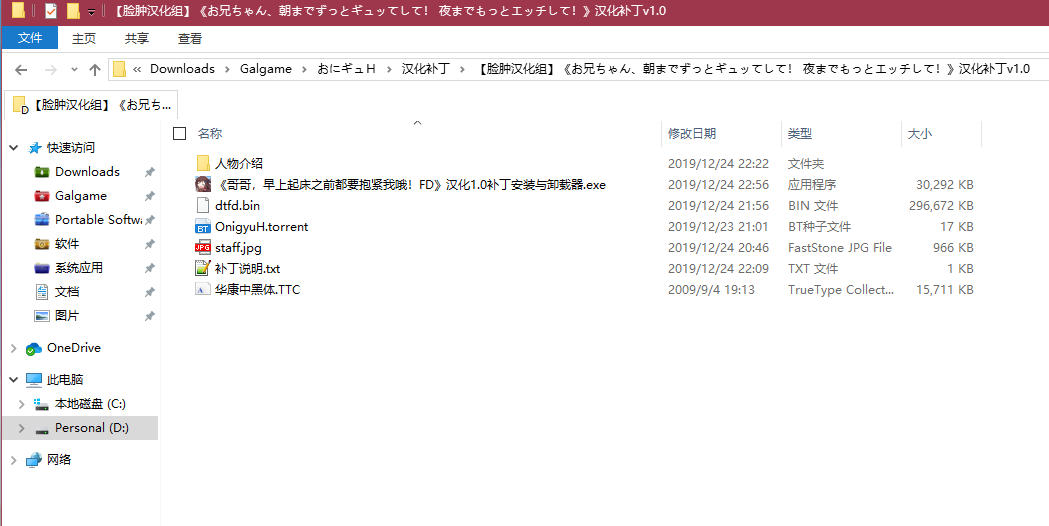 【脸肿汉化组】《お兄ちゃん、朝までずっとギュッてして！ 夜までもっとエッチして！》汉化补丁v1.0
文件 主页 共享 查看
« Downloads › Galgame › おにギュH › 汉化补丁 › 【脸肿汉化组】《お兄ちゃん、朝までずっとギュッてして！ 夜までもっとエッチして！》汉化补丁v1.0
【脸肿汉化组】《お兄ち...
名称 修改日期 类型 大小
快速访问
Downloads
Galgame
Portable Softwa
软件
系统应用
文档
图片
OneDrive
此电脑
本地磁盘 (C:)
Personal (D:)
网络
人物介绍 2019/12/24 22:22 文件夹
《哥哥，早上起床之前都要抱紧我哦！FD》汉化1.0补丁安装与卸载器.exe 2019/12/24 22:56 应用程序 30,292 KB
dtfd.bin 2019/12/24 21:56 BIN 文件 296,672 KB
BT OnigyuH.torrent 2019/12/23 21:01 BT种子文件 17 KB
JPG staff.jpg 2019/12/24 20:46 FastStone JPG File 966 KB
补丁说明.txt 2019/12/24 22:09 TXT 文件 1 KB
A 华康中黑体.TTC 2009/9/4 19:13 TrueType Collect... 15,711 KB